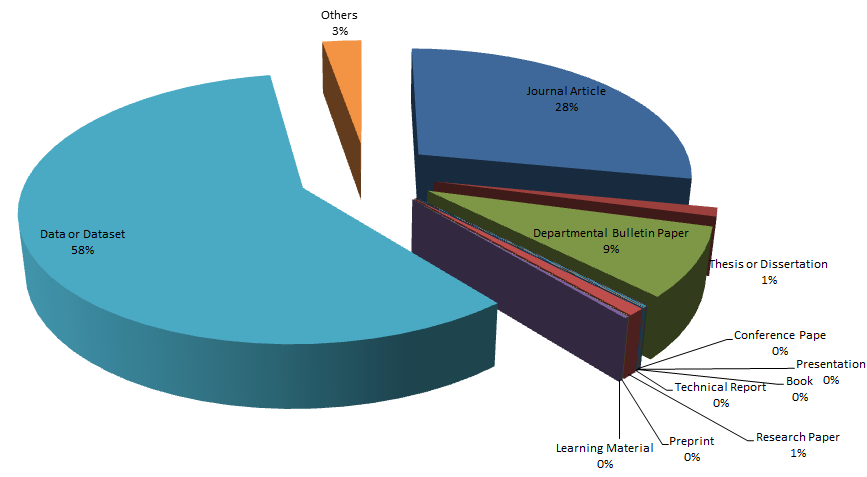 Others
3%
Journal Article
28%
Data or Dataset
58%
Departmental Bulletin Paper
9%
Thesis or Dissertation
1%
Conference Pape
0%
Presentation
0%
Book
0%
Technical Report
0%
Research Paper
1%
Preprint
0%
Learning Material
0%